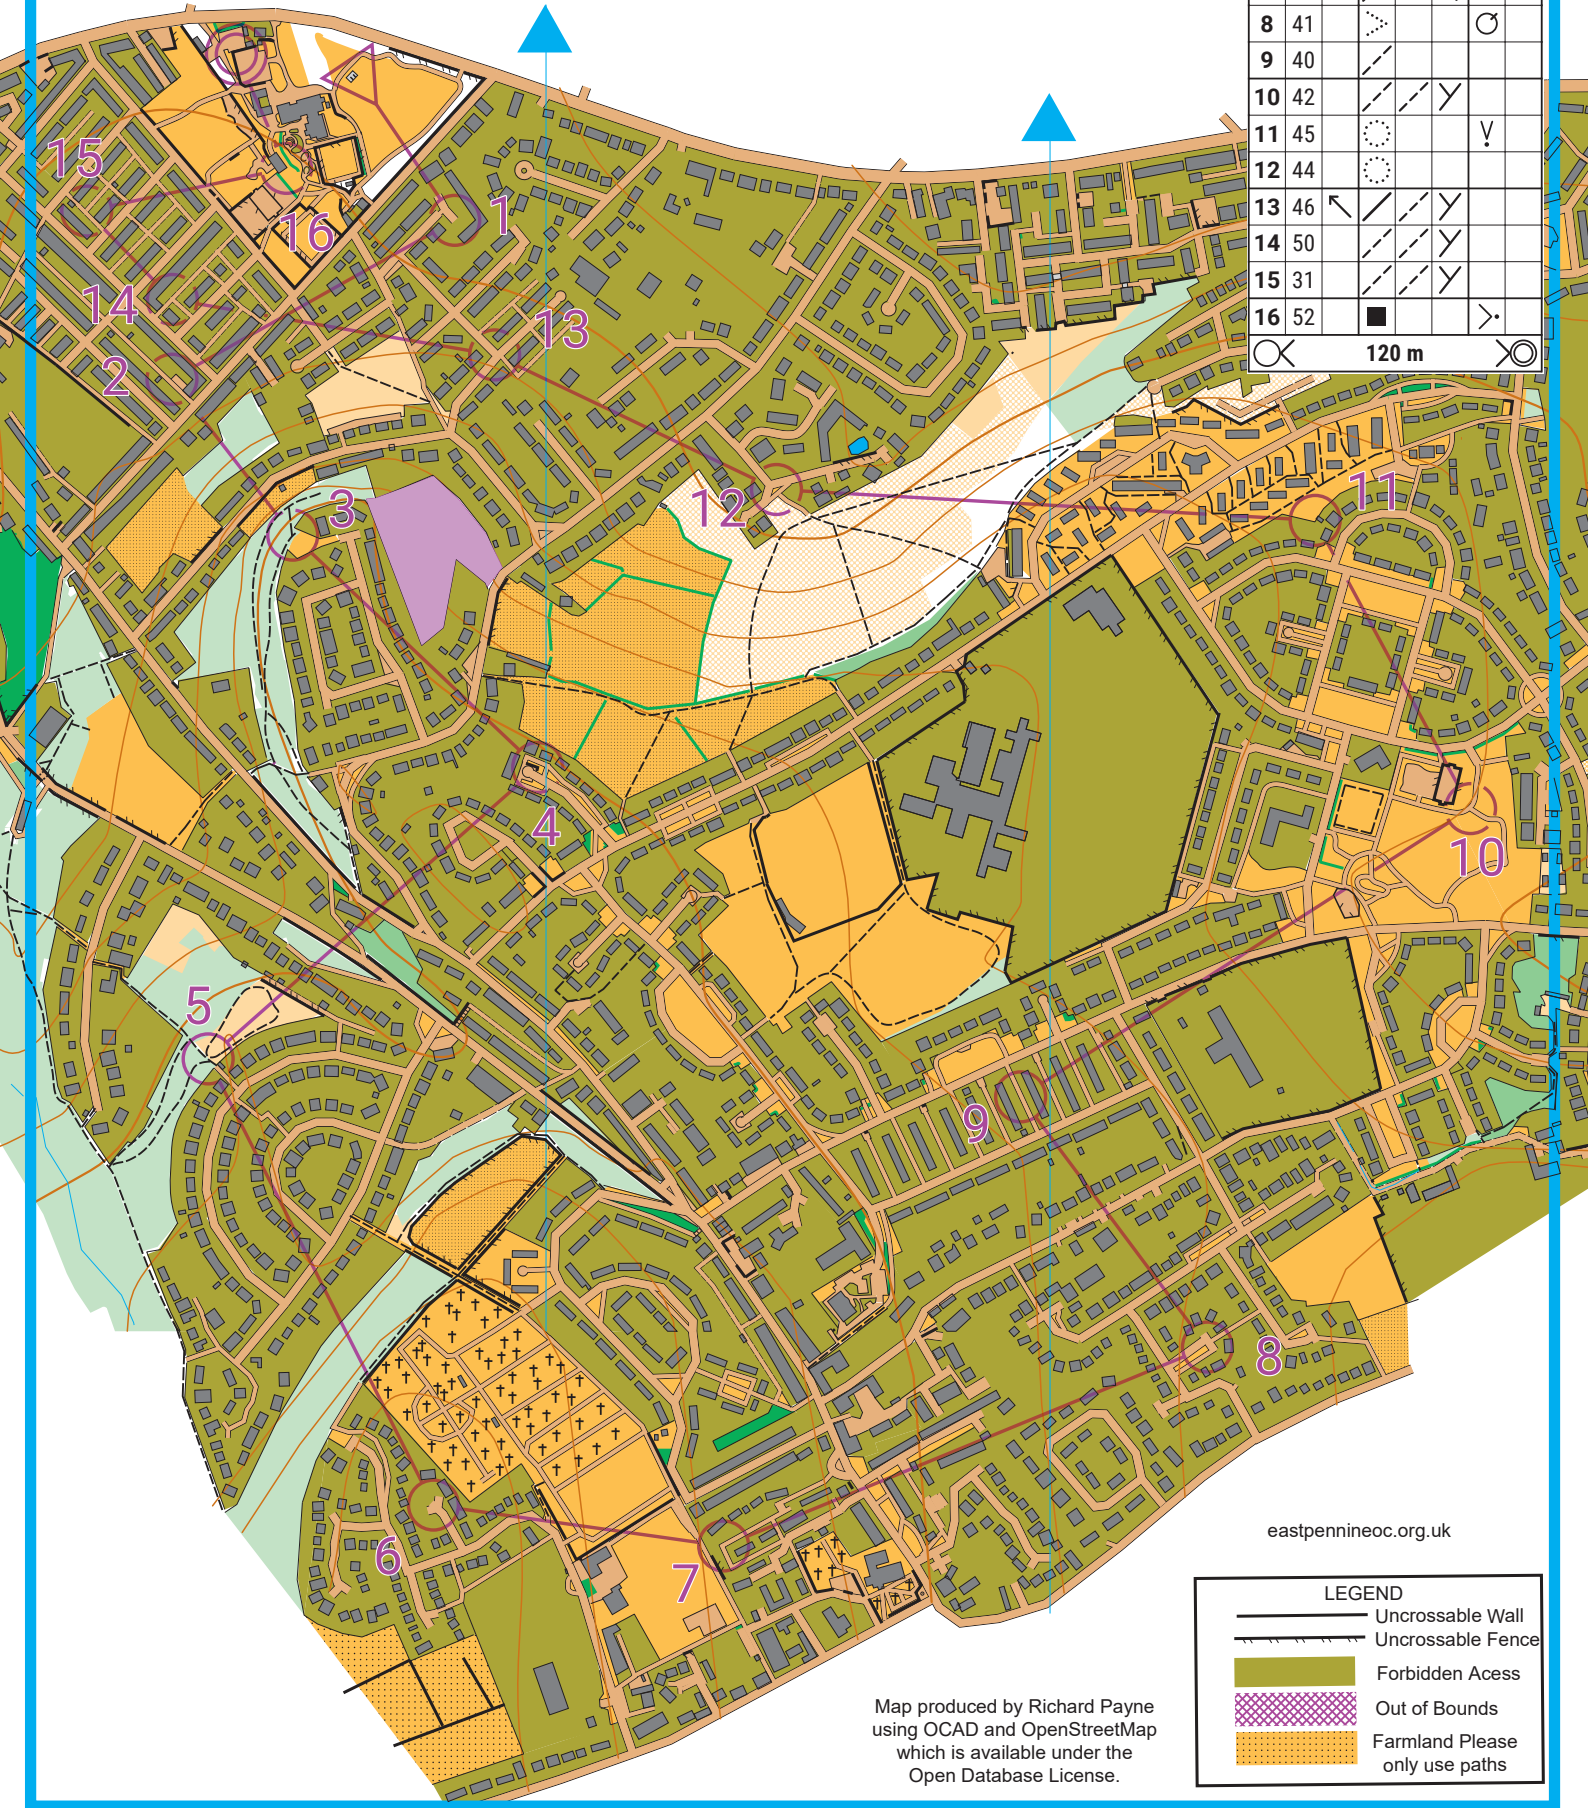 8 41
9 40
10 42
11 45
12 44
13 46
14 50
15 31
16 52
120 m
15
1
16
14
13
2
3
12
11
4
10
5
9
8
6
7
eastpennineoc.org.uk
LEGEND
Uncrossable Wall
Uncrossable Fence
Forbidden Acess
Out of Bounds
Farmland Please
only use paths
Map produced by Richard Payne
using OCAD and OpenStreetMap
which is available under the
Open Database License.